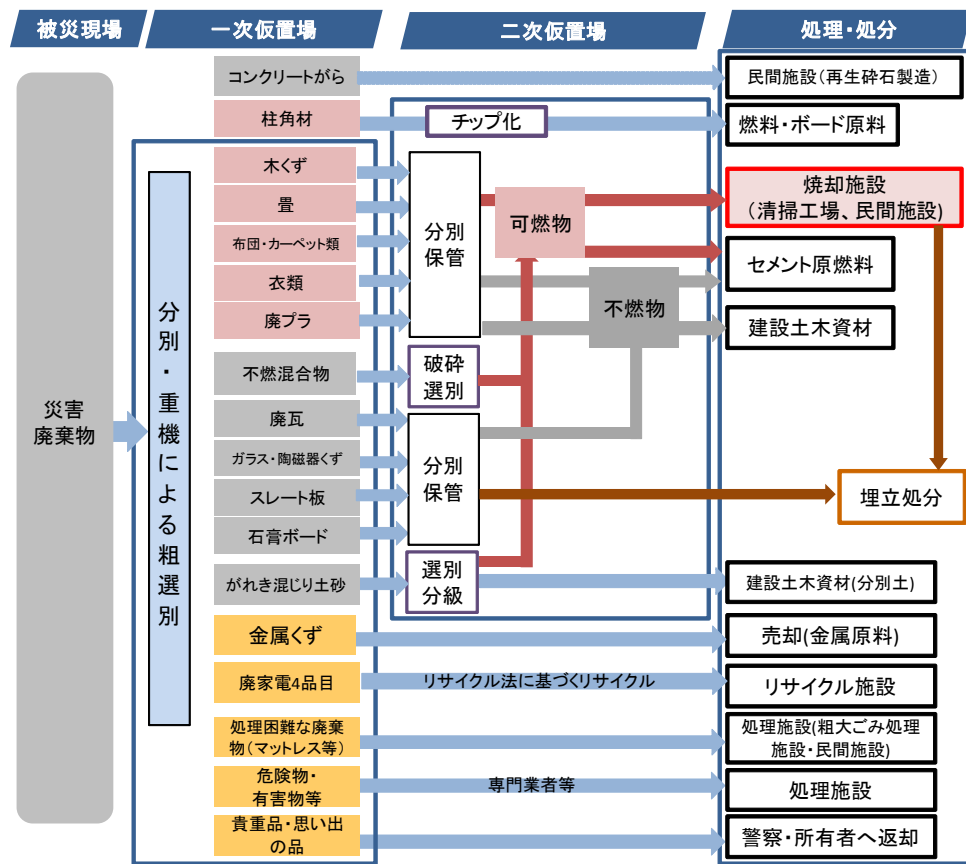 被災現場
一次仮置場
二次仮置場
処理・処分
災害
廃棄物
分別・重機による粗選別
コンクリートがら
柱角材
木くず
畳
布団・カーペット類
衣類
廃プラ
不燃混合物
廃瓦
ガラス・陶磁器くず
スレート板
石膏ボード
がれき混じり土砂
金属くず
廃家電4品目
処理困難な廃棄
物(マットレス等)
危険物・
有害物等
貴重品・思い出
の品
チップ化
分別
保管
可燃物
不燃物
破砕
選別
分別
保管
選別
分級
リサイクル法に基づくリサイクル
専門業者等
民間施設(再生砕石製造)
燃料・ボード原料
焼却施設
(清掃工場、民間施設)
セメント原燃料
建設土木資材
埋立処分
建設土木資材(分別土)
売却(金属原料)
リサイクル施設
処理施設(粗大ごみ処理
施設・民間施設)
処理施設
警察・所有者へ返却